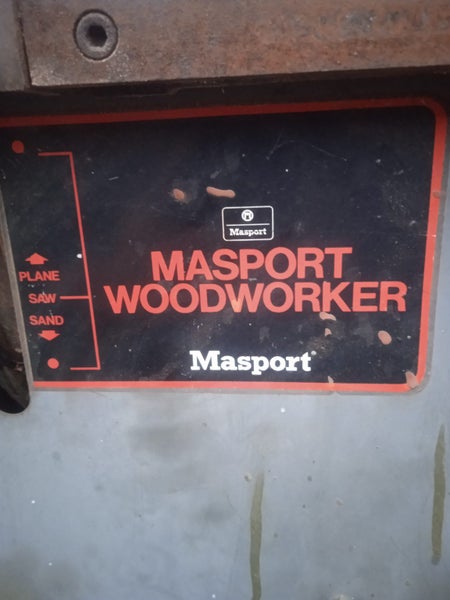 PLANE
SAW
SAND
Masport
MASPORT
WOODWORKER
Masport®